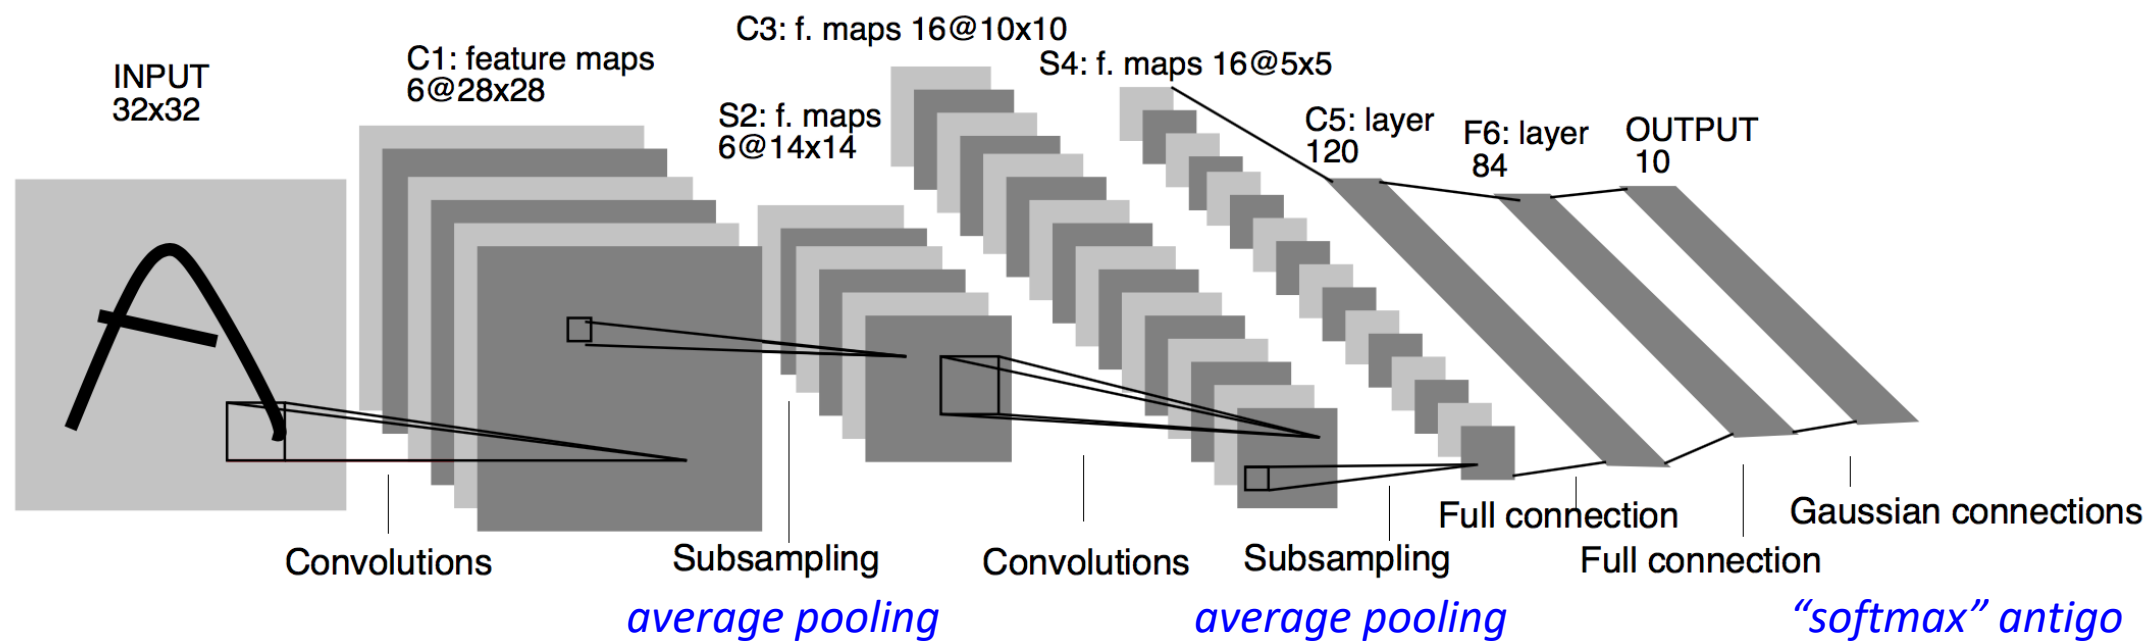 INPUT
32x32
C1: feature maps
6@28x28
S2: f. maps
6@14x14
C3: f. maps 16@10x10
S4: f. maps 16@5x5
C5: layer
120
F6: layer
84
OUTPUT
10
Convolutions
Subsampling
Convolutions
Subsampling
Full connection
Full connection
Gaussian connections
average pooling
average pooling
“softmax” antigo